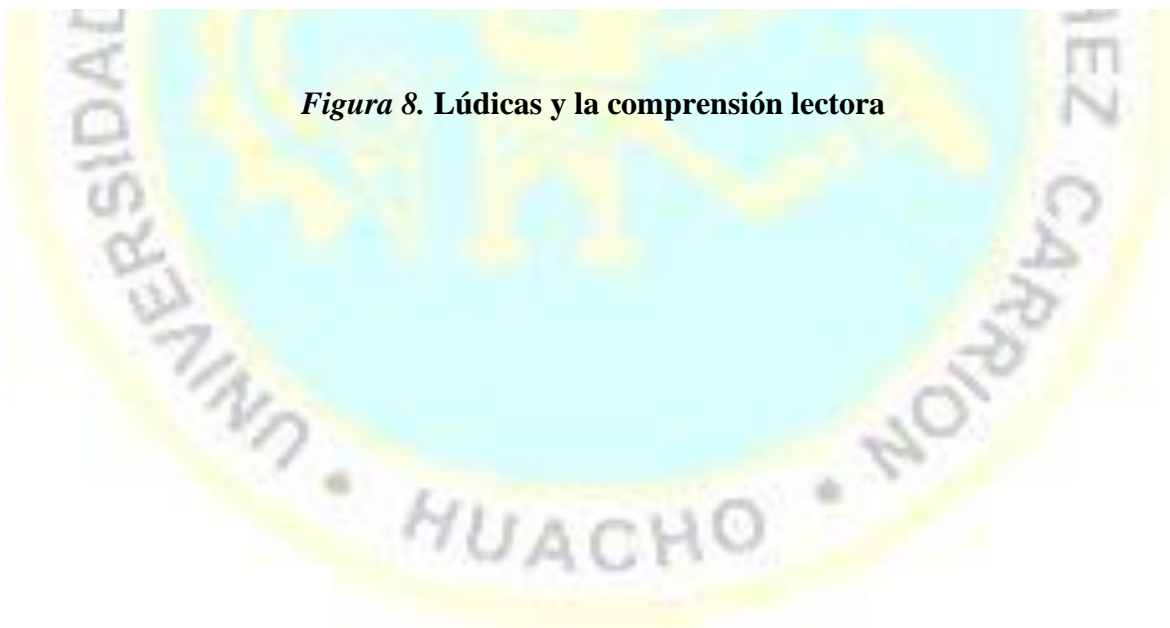 Figura 8. Lúdicas y la comprensión lectora
UNIVERSIDAD
CARRION
• HUACHO •